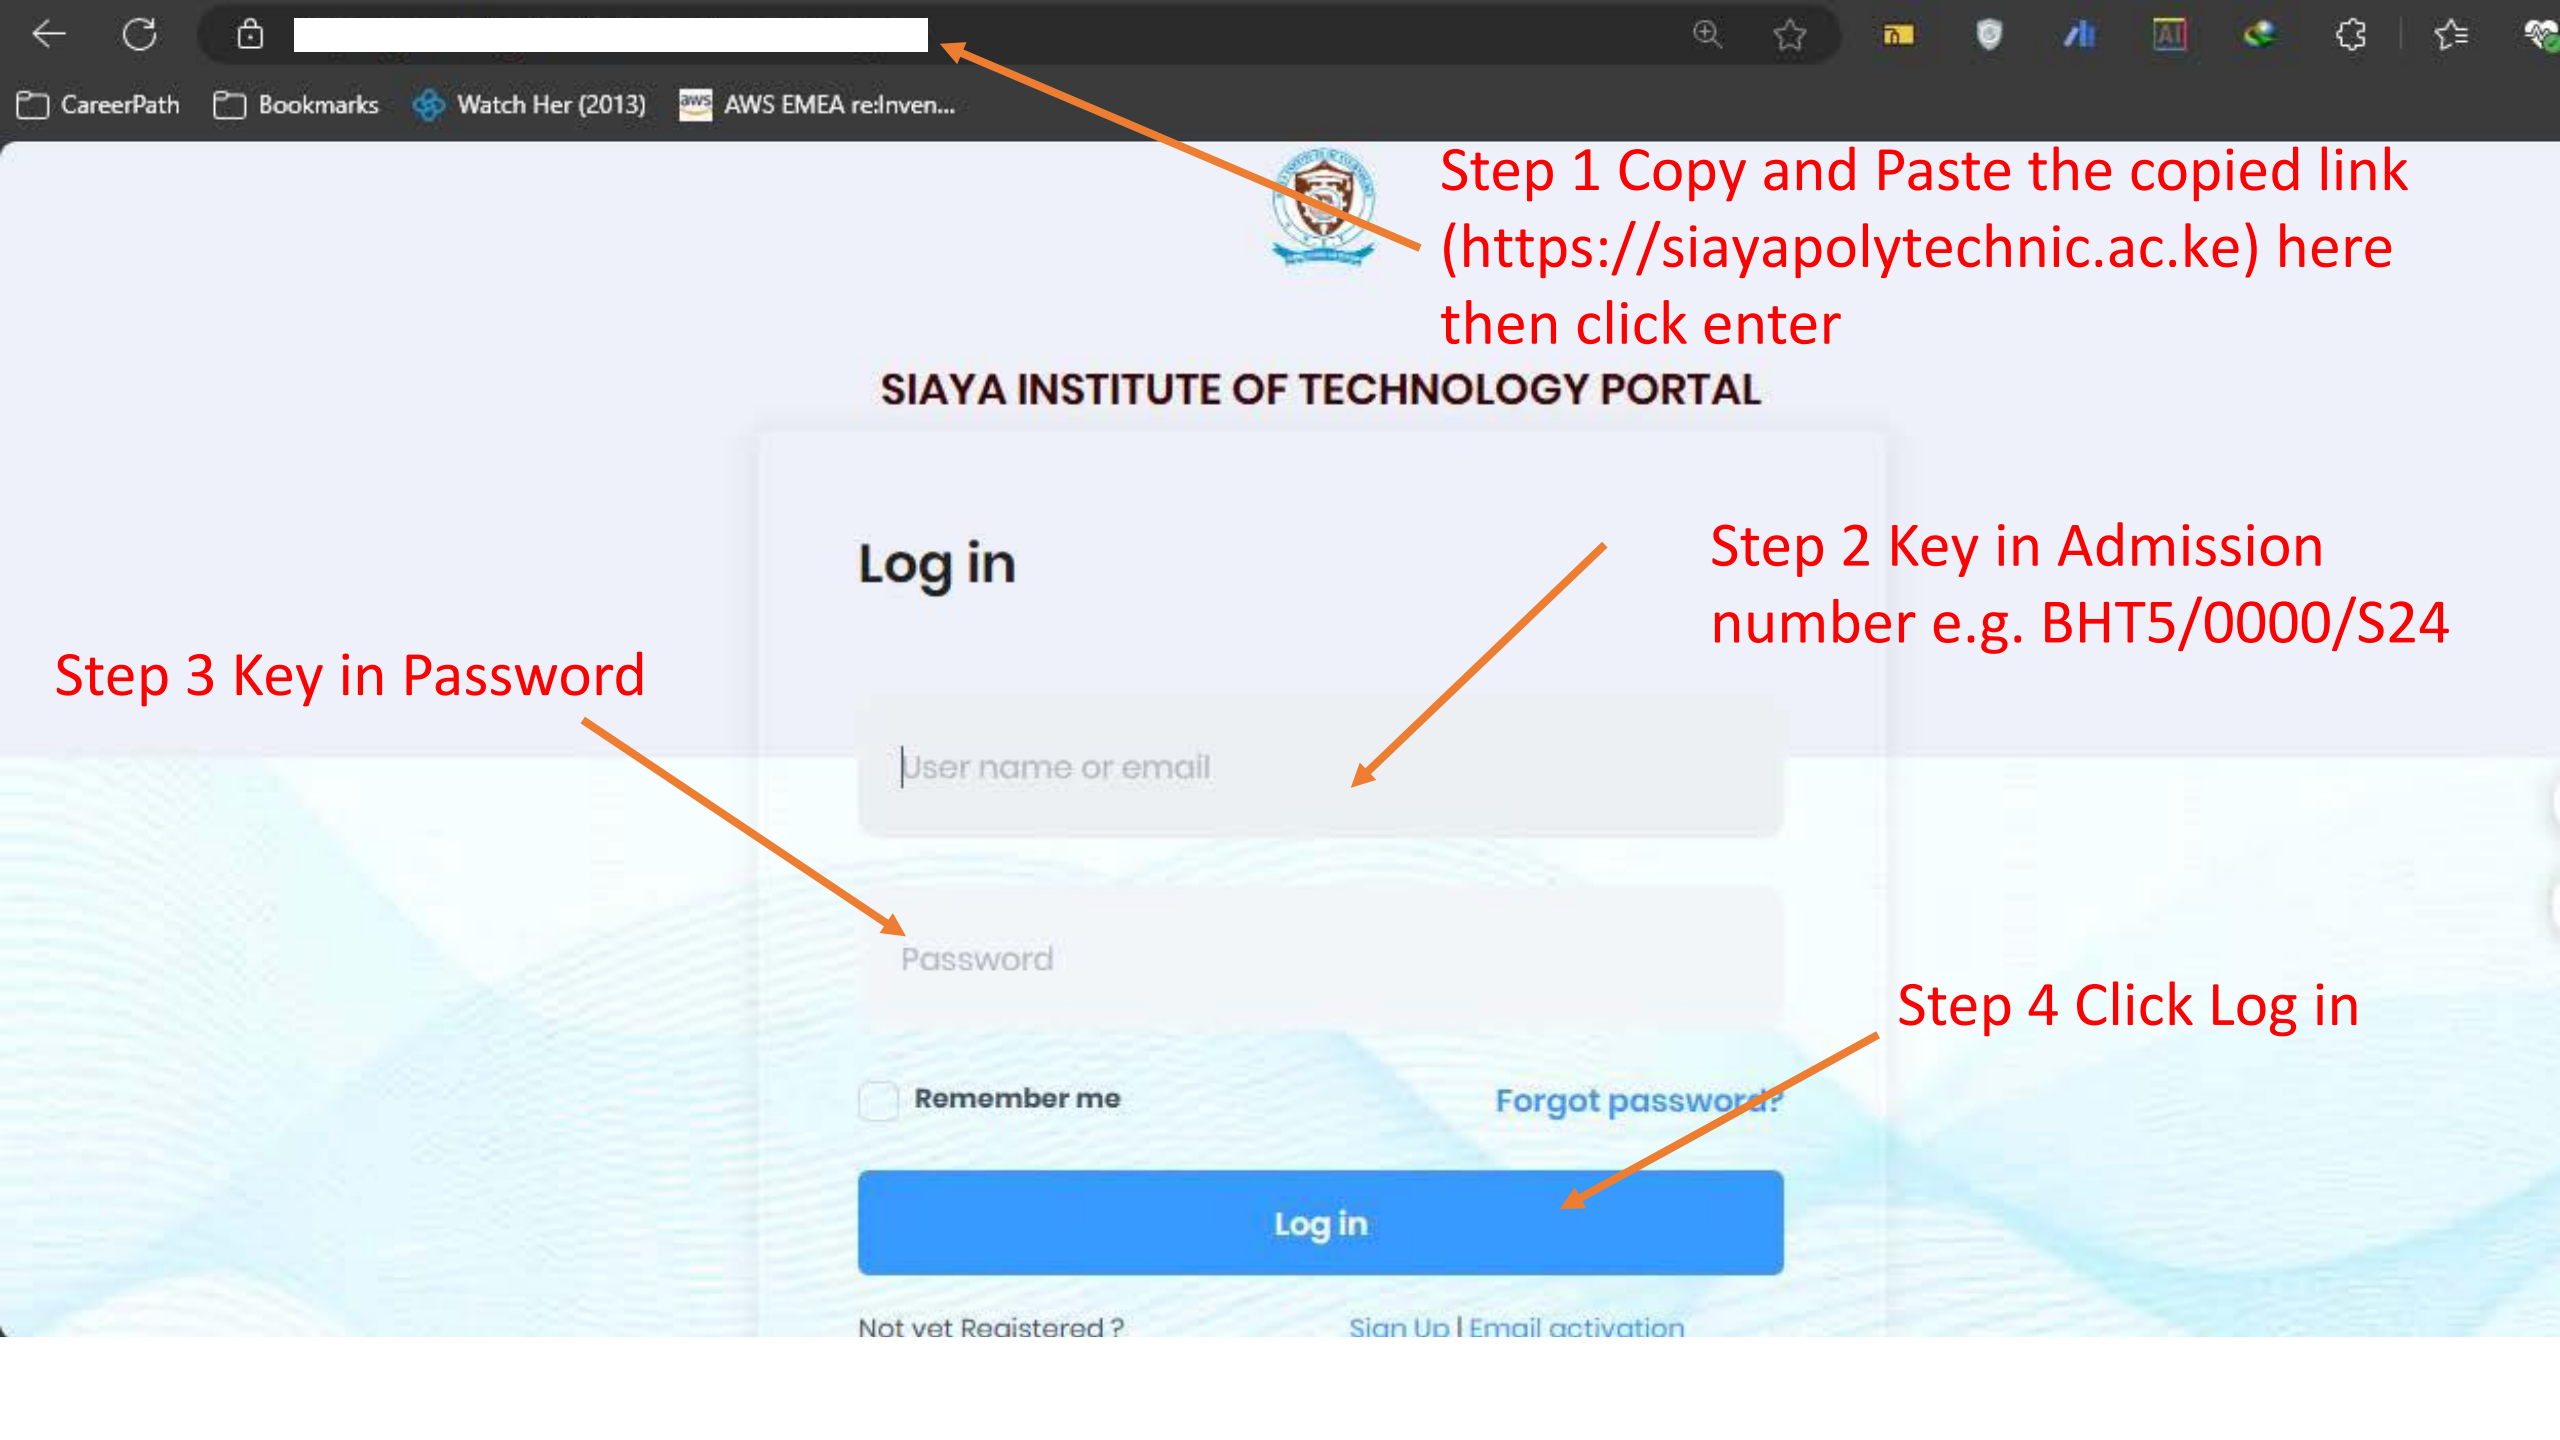 CareerPath Bookmarks Watch Her (2013) AWS EMEA re:Inven...
Step 1 Copy and Paste the copied link
(https://siayapolytechnic.ac.ke) here
then click enter
SIAYA INSTITUTE OF TECHNOLOGY PORTAL
Log in
Step 2 Key in Admission
number e.g. BHT5/0000/S24
Step 3 Key in Password
User name or email
Password
Step 4 Click Log in
Remember me Forgot password?
Log in
Not yet Registered ? Sign Up | Email activation